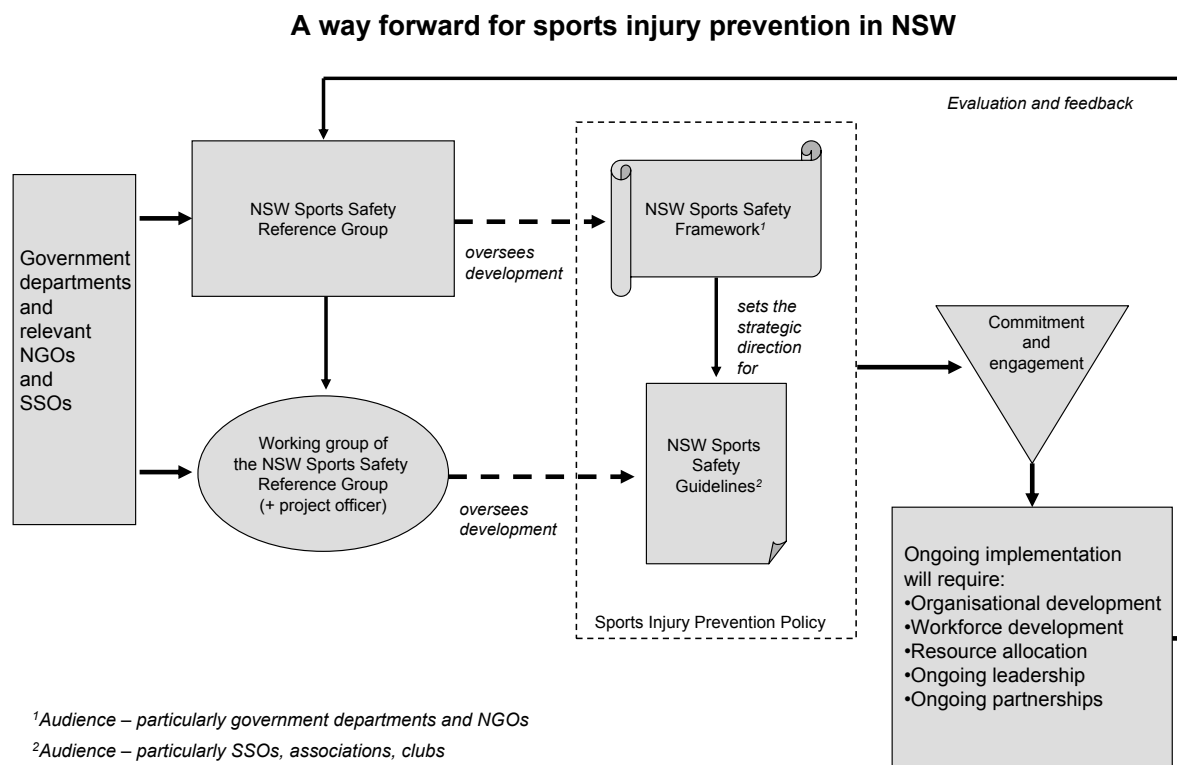 A way forward for sports injury prevention in NSW
Evaluation and feedback
Government
departments
and
relevant
NGOs
and
SSOs
NSW Sports Safety
Reference Group
oversees
development
NSW Sports Safety
Framework¹
sets the
strategic
direction
for
Commitment
and
engagement
Working group of
the NSW Sports Safety
Reference Group
(+ project officer)
oversees
development
NSW Sports
Safety
Guidelines²
Sports Injury Prevention Policy
Ongoing implementation
will require:
•Organisational development
•Workforce development
•Resource allocation
•Ongoing leadership
•Ongoing partnerships
¹Audience – particularly government departments and NGOs
²Audience – particularly SSOs, associations, clubs